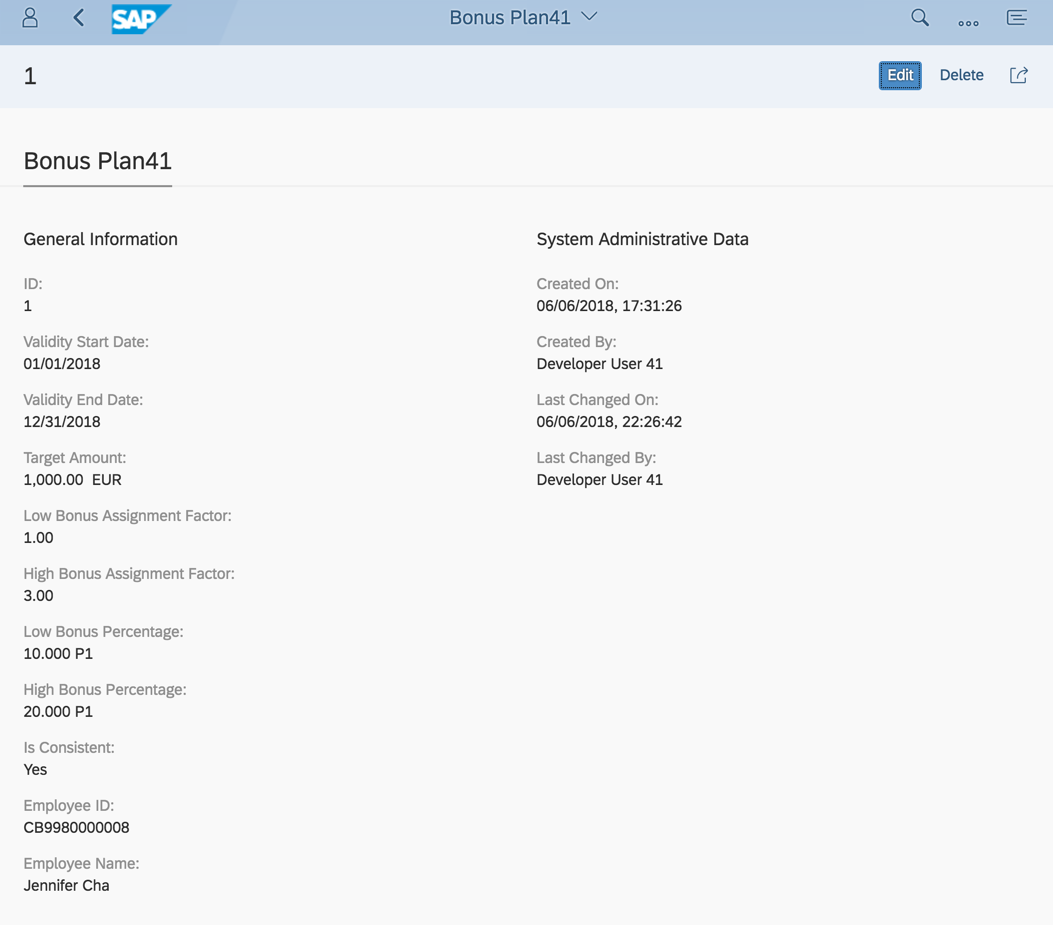 SAP
Bonus Plan41
1
Edit
Delete
Bonus Plan41
General Information
ID:
1
Validity Start Date:
01/01/2018
Validity End Date:
12/31/2018
Target Amount:
1,000.00 EUR
Low Bonus Assignment Factor:
1.00
High Bonus Assignment Factor:
3.00
Low Bonus Percentage:
10.000 P1
High Bonus Percentage:
20.000 P1
Is Consistent:
Yes
Employee ID:
CB9980000008
Employee Name:
Jennifer Cha
System Administrative Data
Created On:
06/06/2018, 17:31:26
Created By:
Developer User 41
Last Changed On:
06/06/2018, 22:26:42
Last Changed By:
Developer User 41